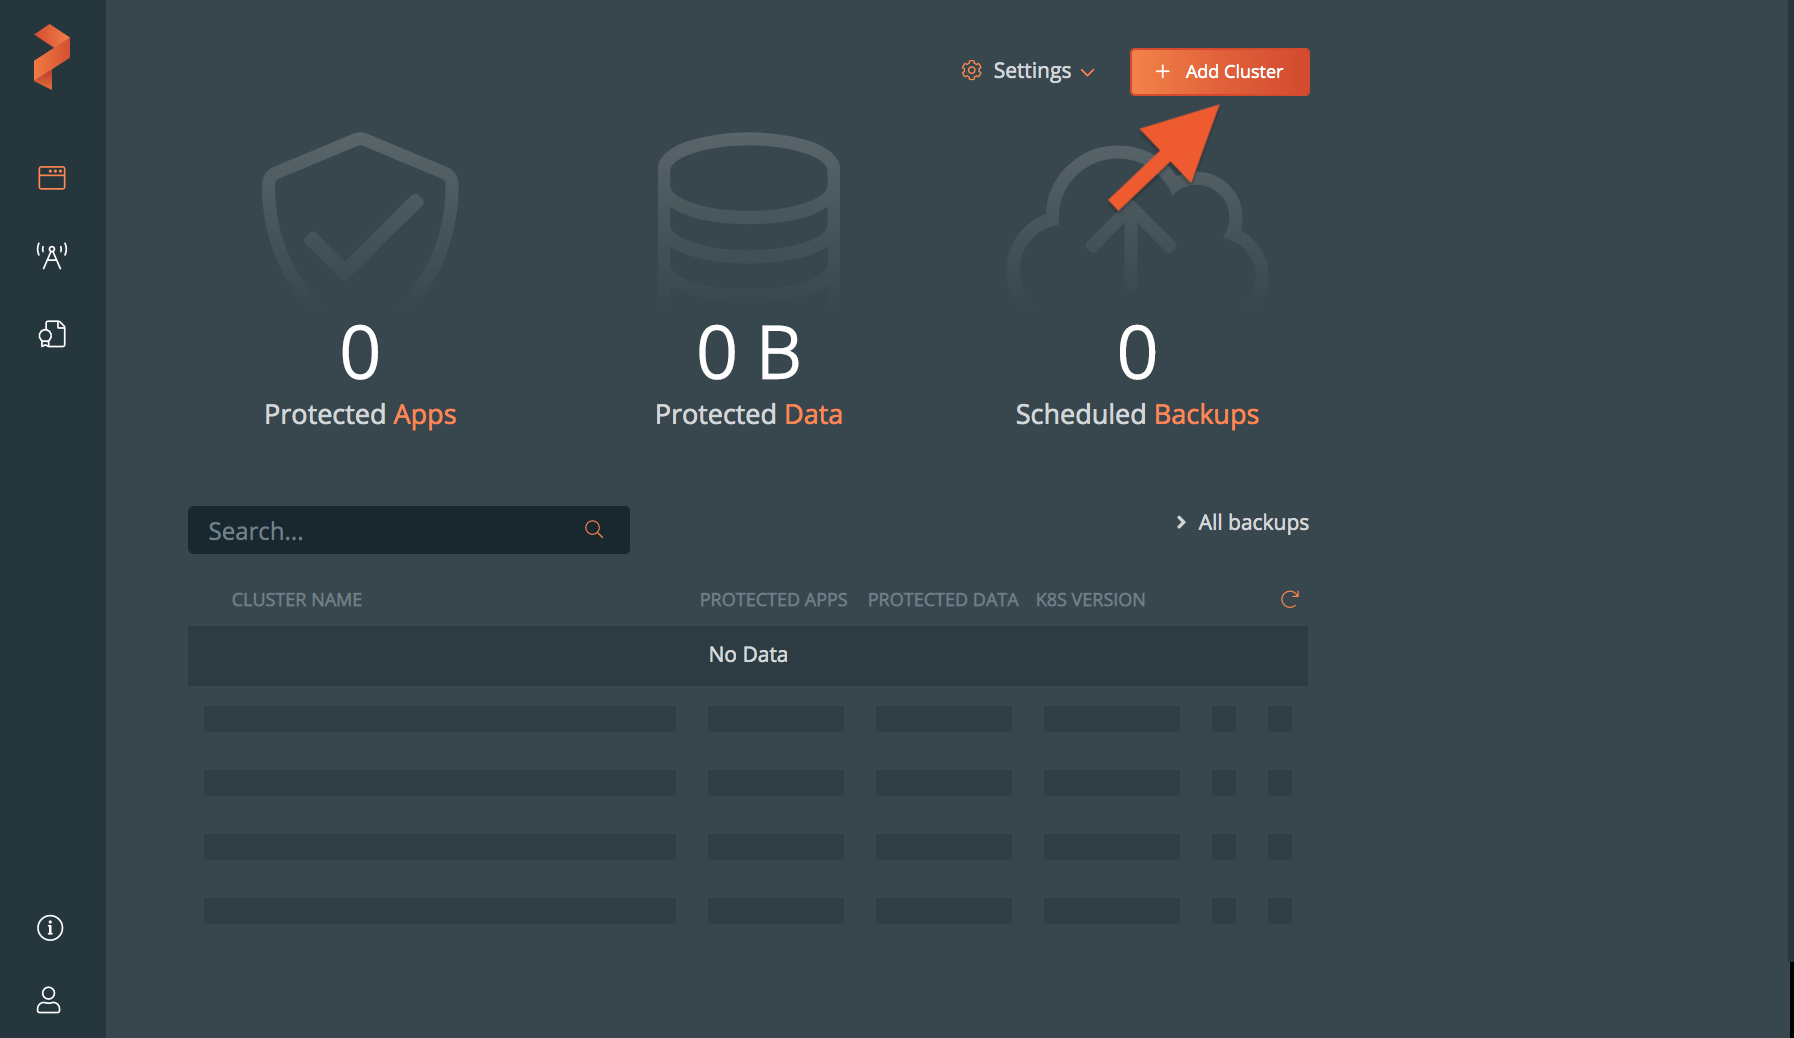 Settings
+ Add Cluster
0
Protected Apps
0 B
Protected Data
0
Scheduled Backups
Search...
All backups
CLUSTER NAME PROTECTED APPS PROTECTED DATA K8S VERSION
No Data